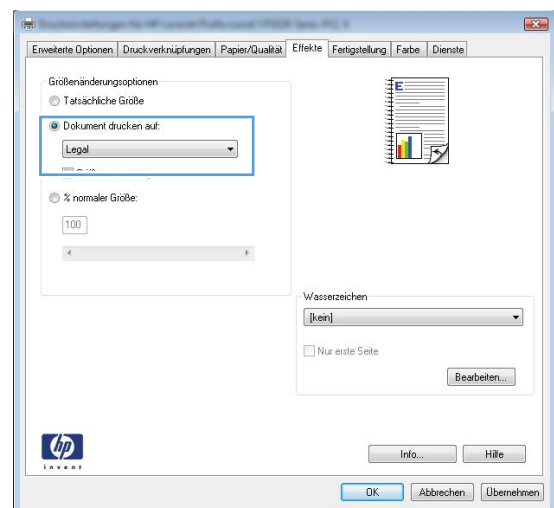 Erweiterte Optionen Druckverknüpfungen Papier/Qualität Effekte Fertigstellung Farbe Dienste
Größenänderungsoptionen
Tatsächliche Größe
Dokument drucken auf:
Legal
% normaler Größe:
100
E
Wasserzeichen
[kein]
Nur erste Seite
Bearbeiten...
hp
invent
Info... Hilfe
OK Abbrechen Übernehmen